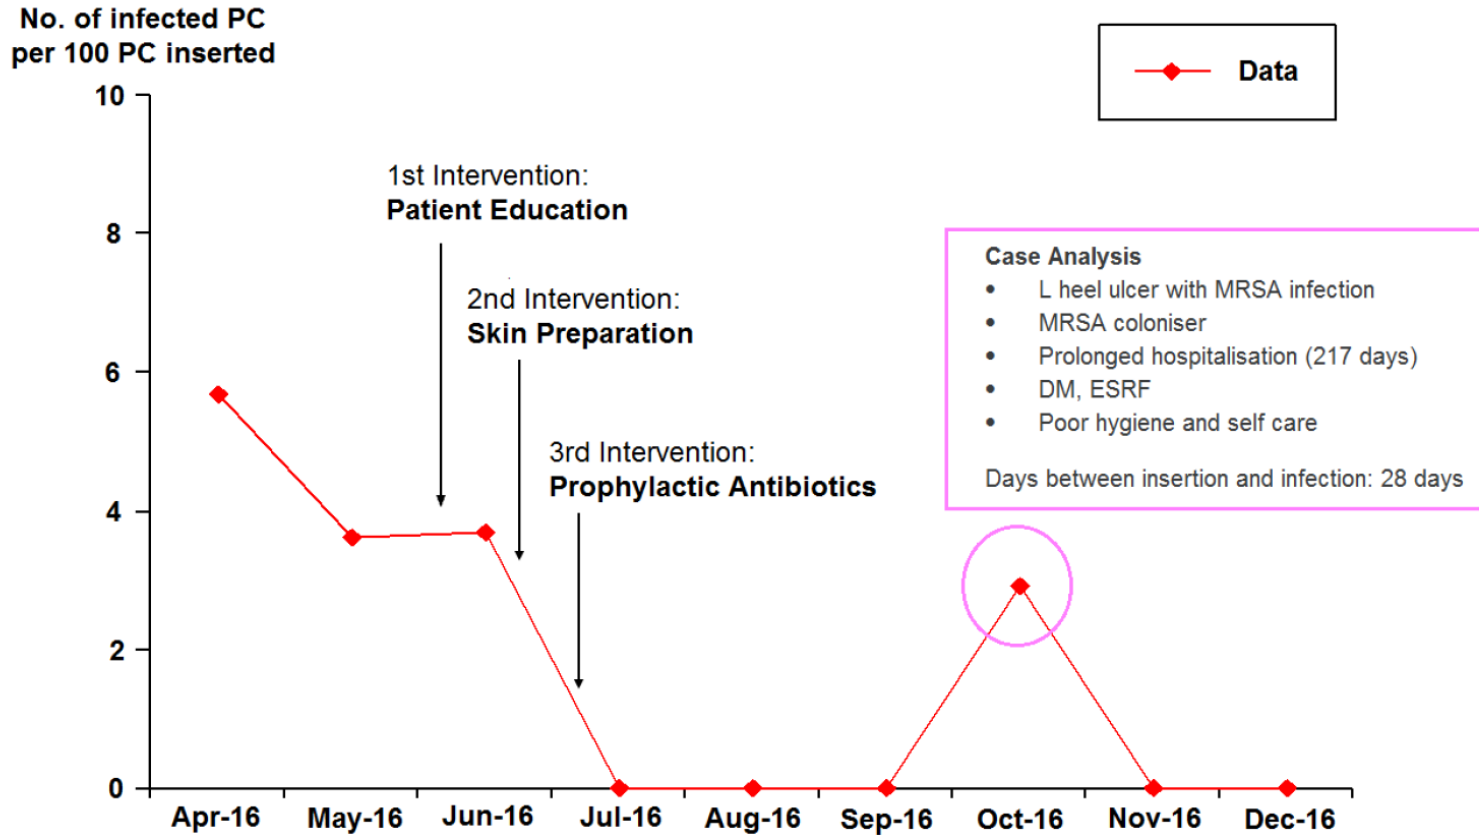 No. of infected PC
per 100 PC inserted
Data
10
8
6
4
2
0
1st Intervention:
Patient Education
2nd Intervention:
Skin Preparation
3rd Intervention:
Prophylactic Antibiotics
Case Analysis
• L heel ulcer with MRSA infection
• MRSA coloniser
• Prolonged hospitalisation (217 days)
• DM, ESRF
• Poor hygiene and self care
Days between insertion and infection: 28 days
Apr-16 May-16 Jun-16 Jul-16 Aug-16 Sep-16 Oct-16 Nov-16 Dec-16